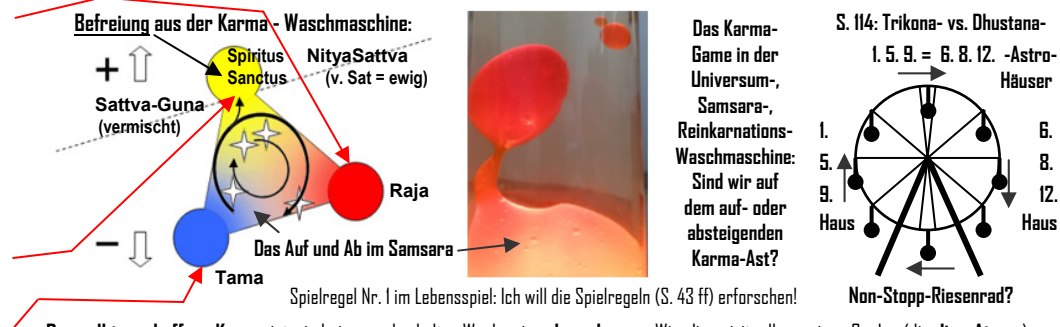 Befreiung aus der Karma - Waschmaschine:
Spiritus
Sanctus
NityaSattva
(v. Sat = ewig)
Sattva-Guna
(vermischt)
Raja
Das Auf und Ab im Samsara
Tama
Das Karma-
Game in der
Universum-,
Samsara-,
Reinkarnations-
Waschmaschine:
Sind wir auf
dem auf- oder
absteigenden
Karma-Ast?
S. 114: Trikona- vs. Dhustana-
1. 5. 9. = 6. 8. 12. -Astro-
Häuser
1.
5.
9.
Haus
6.
8.
12.
Haus
Non-Stopp-Riesenrad?
Spielregel Nr. 1 im Lebensspiel: Ich will die Spielregeln (S. 43 ff) erforschen!